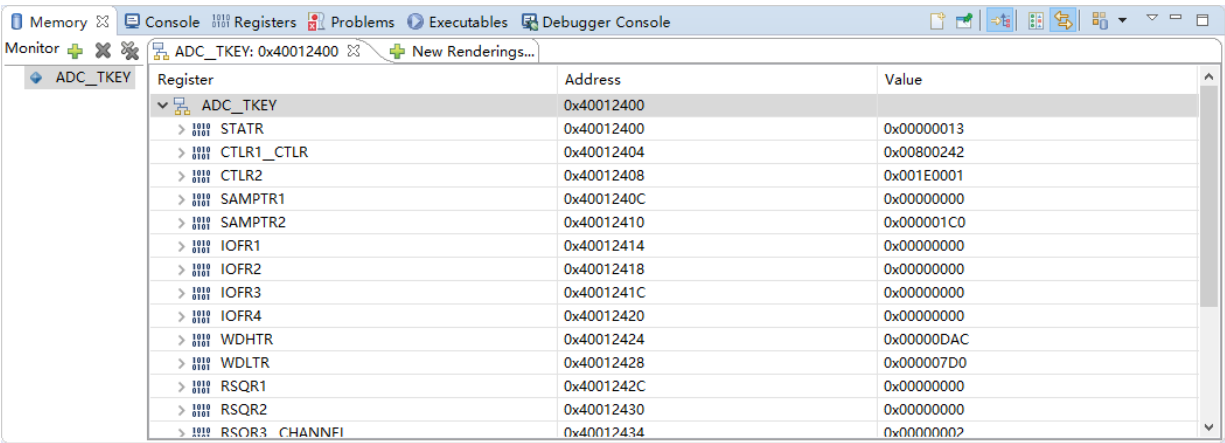 Memory Console Registers Problems Executables Debugger Console
Monitor ADC_TKEY: 0x40012400 New Renderings...
ADC_TKEY
Register Address Value
ADC_TKEY 0x40012400
STATR 0x40012400 0x00000013
CTLR1_CTLR 0x40012404 0x00800242
CTLR2 0x40012408 0x001E0001
SAMPTR1 0x4001240C 0x00000000
SAMPTR2 0x40012410 0x000001C0
IOFR1 0x40012414 0x00000000
IOFR2 0x40012418 0x00000000
IOFR3 0x4001241C 0x00000000
IOFR4 0x40012420 0x00000000
WDHTR 0x40012424 0x00000DAC
WDLTR 0x40012428 0x000007D0
RSQR1 0x4001242C 0x00000000
RSQR2 0x40012430 0x00000000
RSQR3_CHANNEL 0x40012434 0x00000002